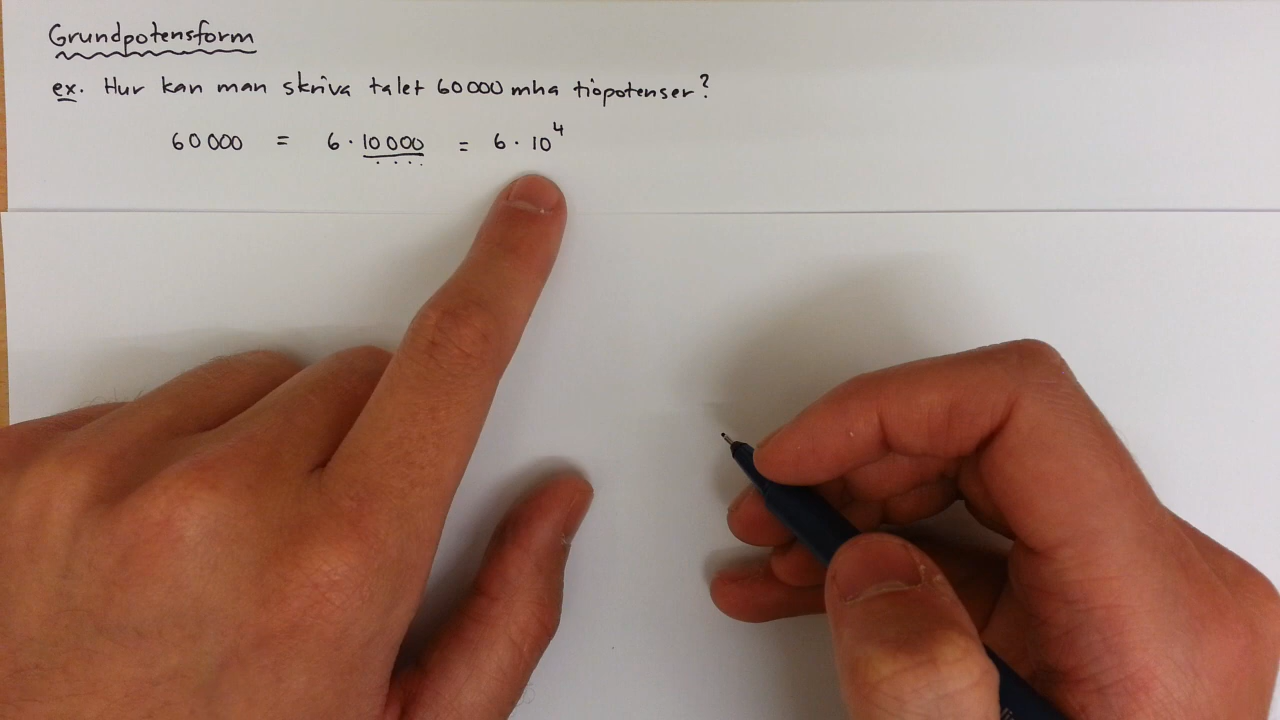 Grundpotensform
ex. Hur kan man skriva talet 60 000 mha tiopotenser?
60 000 = 6 · 10 000 = 6 · 10⁴